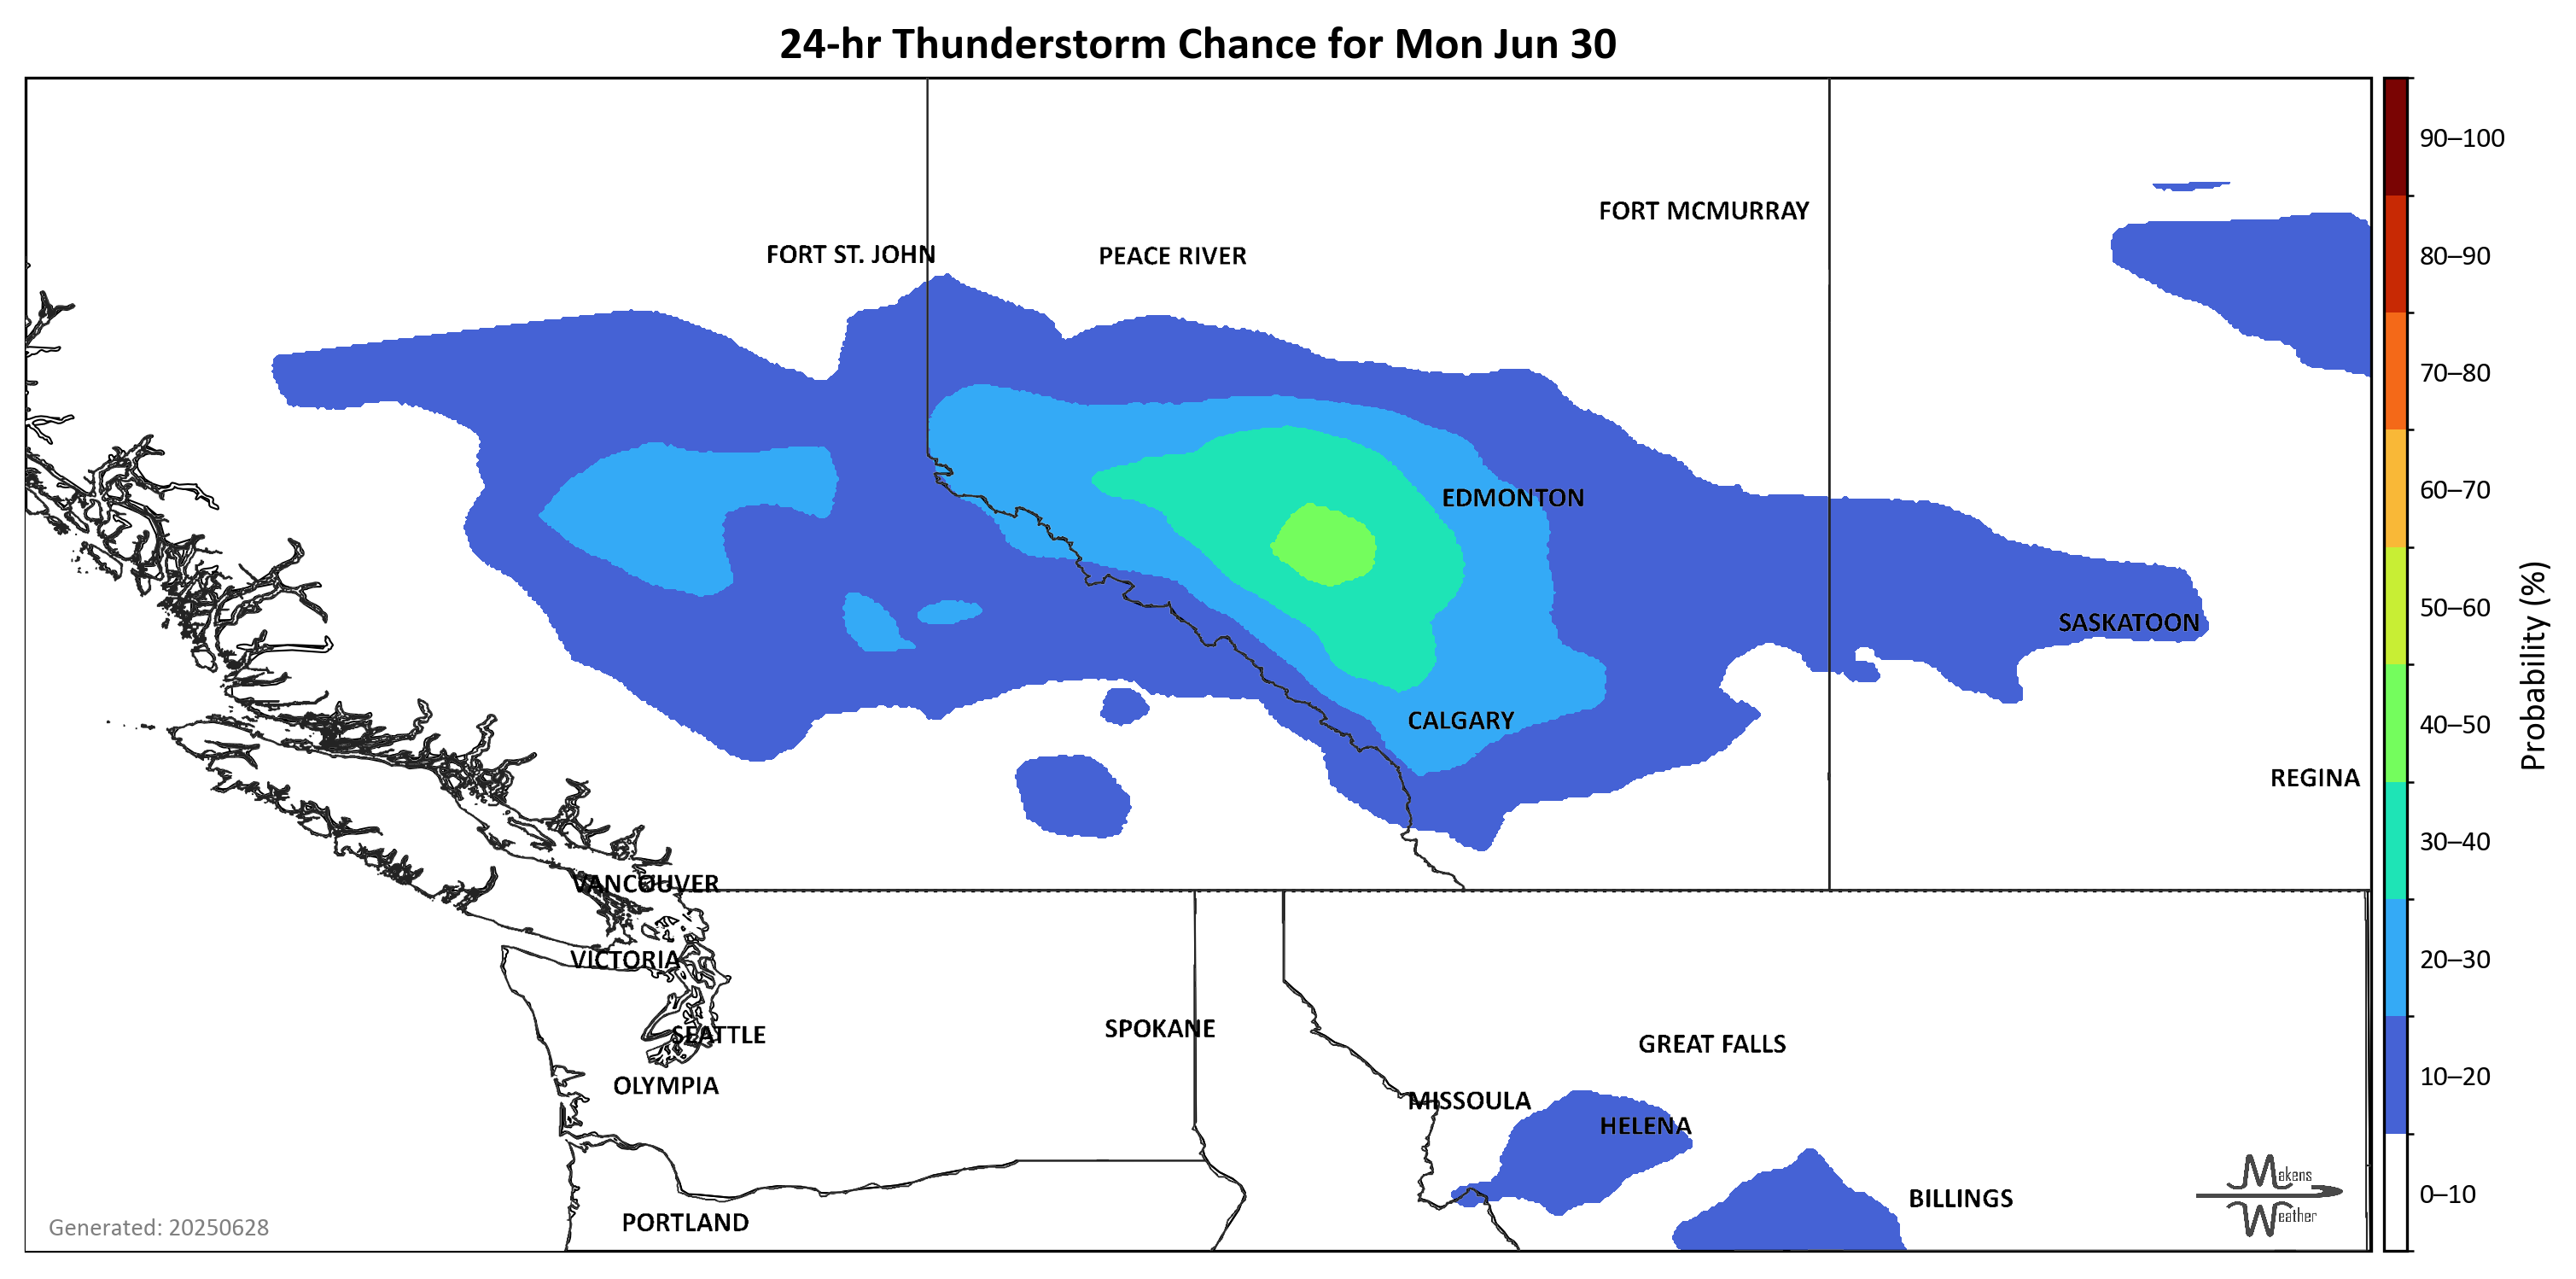 24-hr Thunderstorm Chance for Mon Jun 30
90–100
FORT MCMURRAY
FORT ST. JOHN
PEACE RIVER
80–90
70–80
EDMONTON
60–70
SASKATOON
50–60
CALGARY
40–50
Probability (%)
REGINA
30–40
VANCOUVER
VICTORIA
20–30
SEATTLE
SPOKANE
GREAT FALLS
OLYMPIA
10–20
MISSOULA
HELENA
BILLINGS
Makens
Weather
0–10
PORTLAND
Generated: 20250628